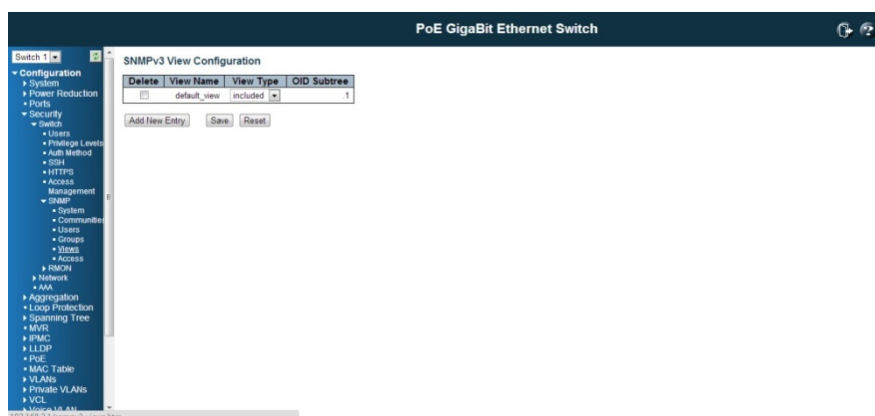 PoE GigaBit Ethernet Switch
Switch 1
Configuration
System
Power Reduction
Ports
Security
Switch
Users
Privilege Levels
Auth Method
SSH
HTTPS
Access
Management
SNMP
System
Communities
Users
Groups
Views
Access
RMON
Network
AAA
Aggregation
Loop Protection
Spanning Tree
MVR
IPMC
LLDP
PoE
MAC Table
VLANs
Private VLANs
VCL
Voice VLAN
SNMPv3 View Configuration
Delete View Name View Type OID Subtree
default_view included .1
Add New Entry Save Reset